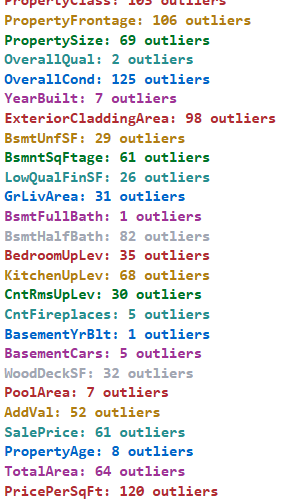 PropertyClass: 103 outliers
PropertyFrontage: 106 outliers
PropertySize: 69 outliers
OverallQual: 2 outliers
OverallCond: 125 outliers
YearBuilt: 7 outliers
ExteriorCladdingArea: 98 outliers
BsmtUnfSF: 29 outliers
BsmntSqFtage: 61 outliers
LowQualFinSF: 26 outliers
GrLivArea: 31 outliers
BsmtFullBath: 1 outliers
BsmtHalfBath: 82 outliers
BedroomUpLev: 35 outliers
KitchenUpLev: 68 outliers
CntRmsUpLev: 30 outliers
CntFireplaces: 5 outliers
BasementYrBlt: 1 outliers
BasementCars: 5 outliers
WoodDeckSF: 32 outliers
PoolArea: 7 outliers
AddVal: 52 outliers
SalePrice: 61 outliers
PropertyAge: 8 outliers
TotalArea: 64 outliers
PricePerSqFt: 120 outliers